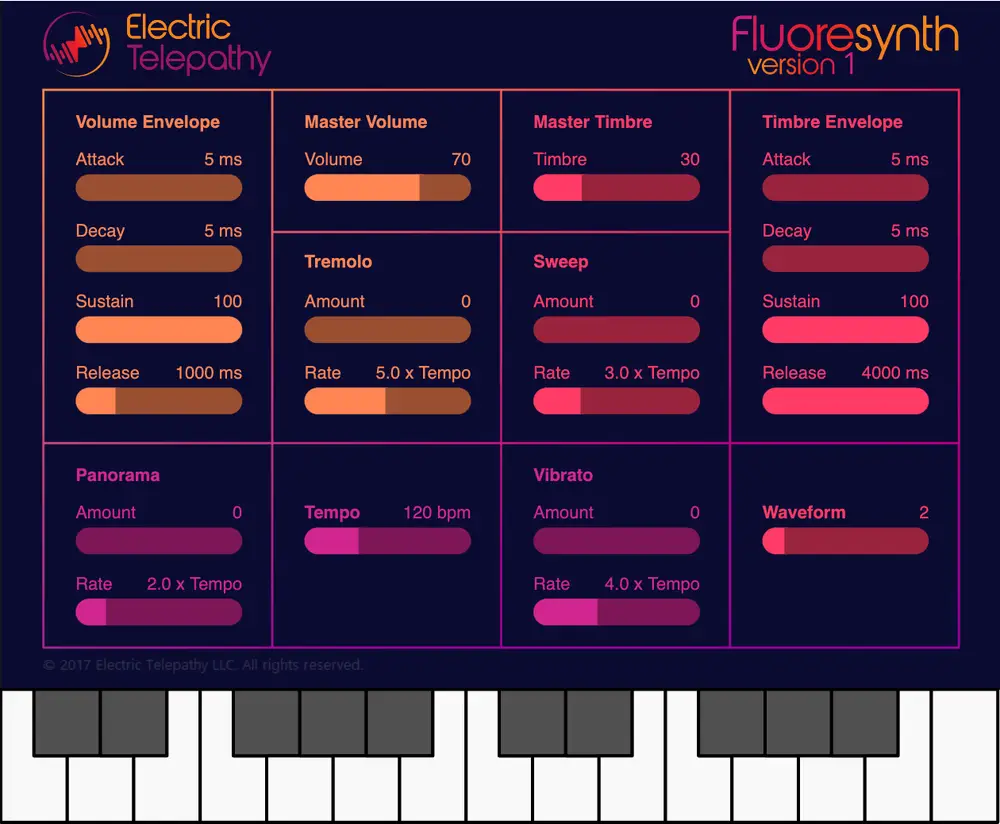 Electric
Telepathy
Fluoresynth
version 1
Volume Envelope
Attack 5 ms
Decay 5 ms
Sustain 100
Release 1000 ms
Master Volume
Volume 70
Tremolo
Amount 0
Rate 5.0 x Tempo
Master Timbre
Timbre 30
Sweep
Amount 0
Rate 3.0 x Tempo
Timbre Envelope
Attack 5 ms
Decay 5 ms
Sustain 100
Release 4000 ms
Panorama
Amount 0
Rate 2.0 x Tempo
Tempo 120 bpm
Vibrato
Amount 0
Rate 4.0 x Tempo
Waveform 2
© 2017 Electric Telepathy LLC. All rights reserved.